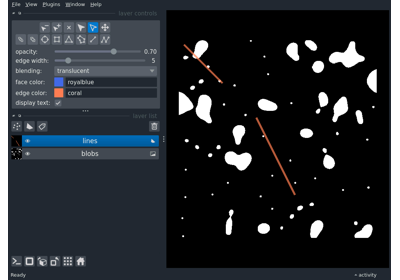 File View Plugins Window Help
layer controls
opacity: 0.70
edge width: 5
blending: translucent
face color: royalblue
edge color: coral
display text:
layer list
lines
blobs
Ready
activity